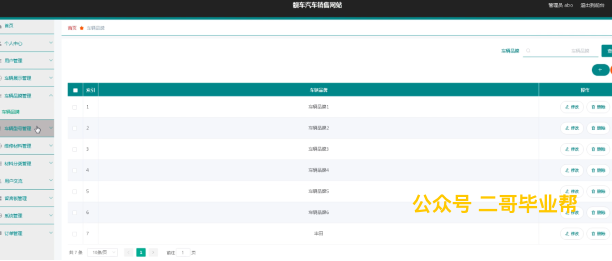 靓车汽车销售网站
管理员 abo 退出到前台
首页 车辆品牌
首页
个人中心
用户管理
车辆展示管理
车辆品牌管理
车辆品牌
车辆型号管理
维修材料管理
材料分类管理
用户交流
留言板管理
系统管理
订单管理
车辆品牌 车辆品牌
索引 车辆品牌 操作
1 车辆品牌1 修改 删除
2 车辆品牌2 修改 删除
3 车辆品牌3 修改 删除
4 车辆品牌4 修改 删除
5 车辆品牌5 修改 删除
6 车辆品牌6 修改 删除
7 丰田 修改 删除
公众号 二哥毕业帮
共 7 条 10条/页 1 前往 1 页